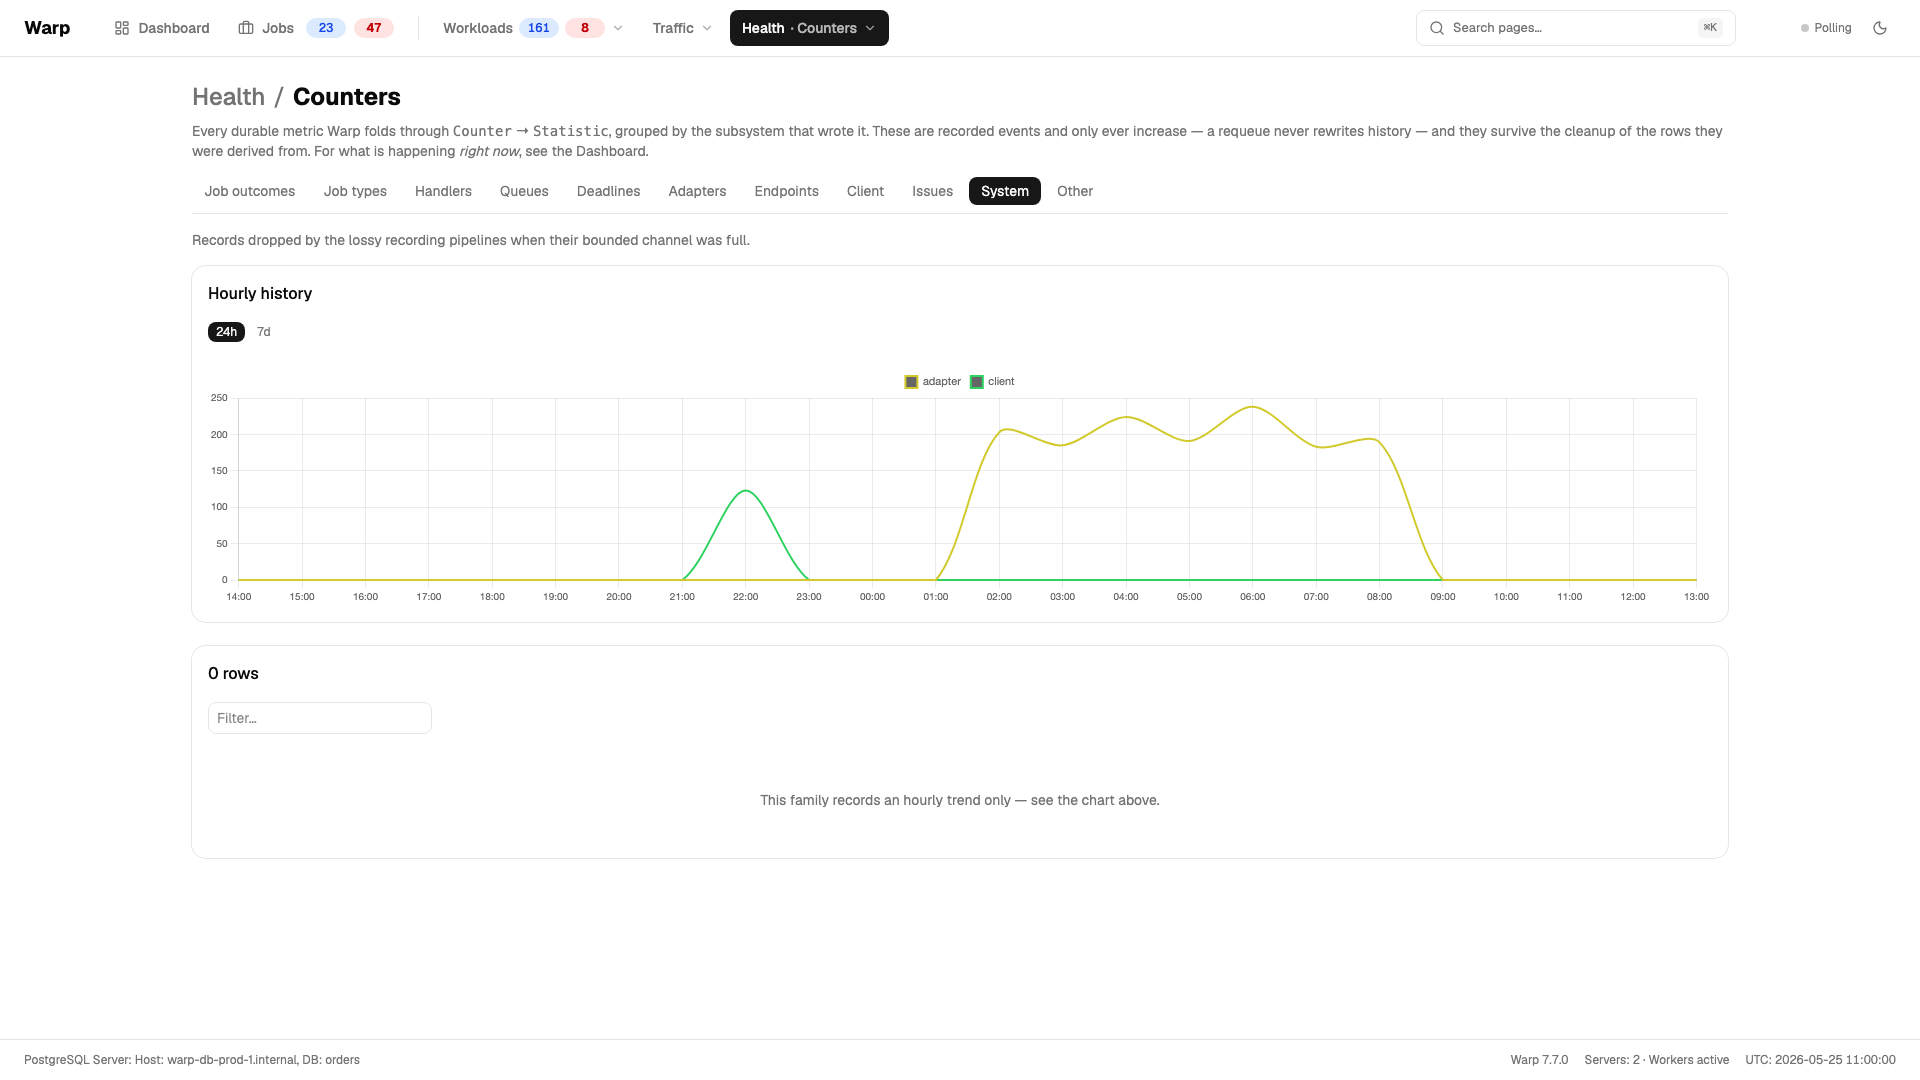 Warp
Dashboard
Jobs 23 47
Workloads 161 8
Traffic
Health · Counters
Search pages... ⌘K
Polling
Health / Counters
Every durable metric Warp folds through Counter → Statistic, grouped by the subsystem that wrote it. These are recorded events and only ever increase — a requeue never rewrites history — and they survive the cleanup of the rows they
were derived from. For what is happening right now, see the Dashboard.
Job outcomes Job types Handlers Queues Deadlines Adapters Endpoints Client Issues System Other
Records dropped by the lossy recording pipelines when their bounded channel was full.
Hourly history
24h 7d
adapter client
250
200
150
100
50
0
14:00 15:00 16:00 17:00 18:00 19:00 20:00 21:00 22:00 23:00 00:00 01:00 02:00 03:00 04:00 05:00 06:00 07:00 08:00 09:00 10:00 11:00 12:00 13:00
0 rows
Filter...
This family records an hourly trend only — see the chart above.
PostgreSQL Server: Host: warp-db-prod-1.internal, DB: orders
Warp 7.7.0 Servers: 2 · Workers active UTC: 2026-05-25 11:00:00